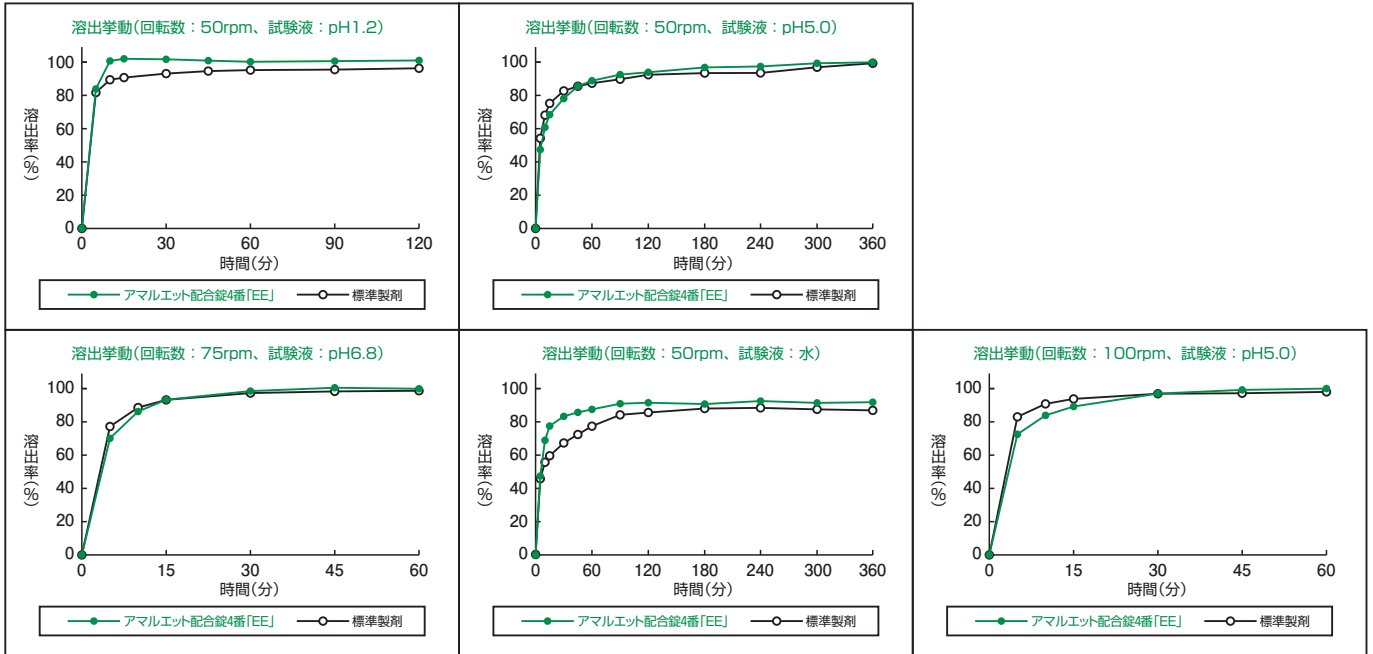 溶出挙動(回転数：50rpm、試験液：pH1.2)
溶出率(%)
100
80
60
40
20
0
0 30 60 90 120
時間(分)
アマルエット配合錠4番「EE」 標準製剤
溶出挙動(回転数：50rpm、試験液：pH5.0)
溶出率(%)
100
80
60
40
20
0
0 60 120 180 240 300 360
時間(分)
アマルエット配合錠4番「EE」 標準製剤
溶出挙動(回転数：75rpm、試験液：pH6.8)
溶出率(%)
100
80
60
40
20
0
0 15 30 45 60
時間(分)
アマルエット配合錠4番「EE」 標準製剤
溶出挙動(回転数：50rpm、試験液：水)
溶出率(%)
100
80
60
40
20
0
0 60 120 180 240 300 360
時間(分)
アマルエット配合錠4番「EE」 標準製剤
溶出挙動(回転数：100rpm、試験液：pH5.0)
溶出率(%)
100
80
60
40
20
0
0 15 30 45 60
時間(分)
アマルエット配合錠4番「EE」 標準製剤